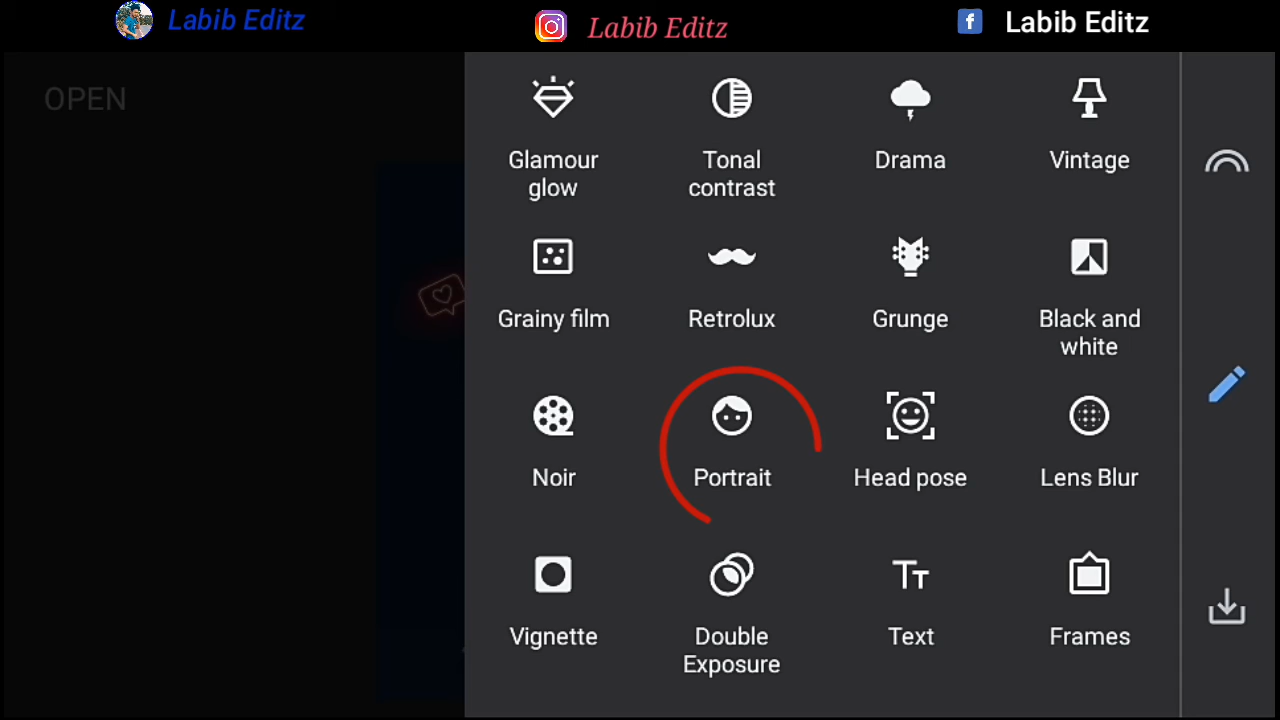 Labib Editz
Labib Editz
f Labib Editz
OPEN
Glamour
glow
Tonal
contrast
Drama
Vintage
Grainy film
Retrolux
Grunge
Black and
white
Noir
Portrait
Head pose
Lens Blur
Vignette
Double
Exposure
Text
Frames